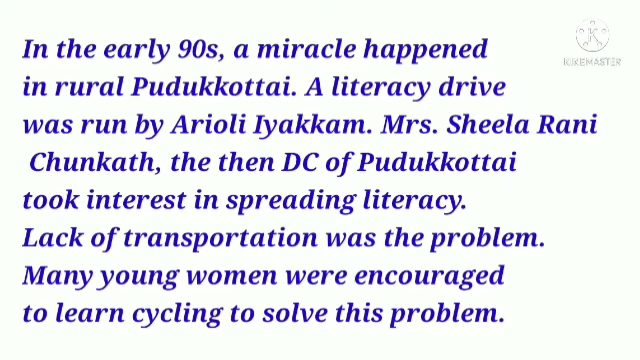 In the early 90s, a miracle happened
in rural Pudukkottai. A literacy drive
was run by Arioli Iyakkam. Mrs. Sheela Rani
Chunkath, the then DC of Pudukkottai
took interest in spreading literacy.
Lack of transportation was the problem.
Many young women were encouraged
to learn cycling to solve this problem.
K
KINEMASTER